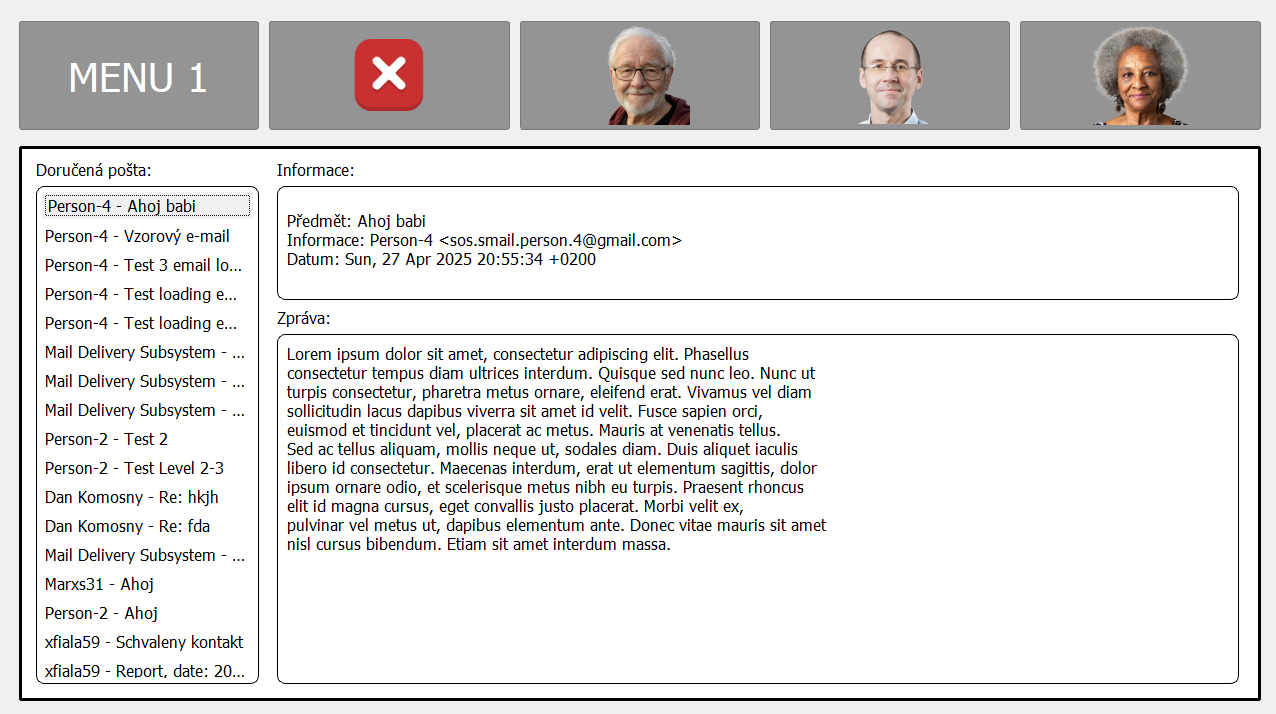 MENU 1
Doručená pošta:
Person-4 - Ahoj babi
Person-4 - Vzorový e-mail
Person-4 - Test 3 email lo...
Person-4 - Test loading e...
Person-4 - Test loading e...
Mail Delivery Subsystem - ...
Mail Delivery Subsystem - ...
Mail Delivery Subsystem - ...
Person-2 - Test 2
Person-2 - Test Level 2-3
Dan Komosny - Re: hkjh
Dan Komosny - Re: fda
Mail Delivery Subsystem - ...
Marxs31 - Ahoj
Person-2 - Ahoj
xfiala59 - Schvaleny kontakt
xfiala59 - Report, date: 20...
Informace:
Předmět: Ahoj babi
Informace: Person-4 <sos.smail.person.4@gmail.com>
Datum: Sun, 27 Apr 2025 20:55:34 +0200
Zpráva:
Lorem ipsum dolor sit amet, consectetur adipiscing elit. Phasellus
consectetur tempus diam ultrices interdum. Quisque sed nunc leo. Nunc ut
turpis consectetur, pharetra metus ornare, eleifend erat. Vivamus vel diam
sollicitudin lacus dapibus viverra sit amet id velit. Fusce sapien orci,
euismod et tincidunt vel, placerat ac metus. Mauris at venenatis tellus.
Sed ac tellus aliquam, mollis neque ut, sodales diam. Duis aliquet iaculis
libero id consectetur. Maecenas interdum, erat ut elementum sagittis, dolor
ipsum ornare odio, et scelerisque metus nibh eu turpis. Praesent rhoncus
elit id magna cursus, eget convallis justo placerat. Morbi velit ex,
pulvinar vel metus ut, dapibus elementum ante. Donec vitae mauris sit amet
nisl cursus bibendum. Etiam sit amet interdum massa.